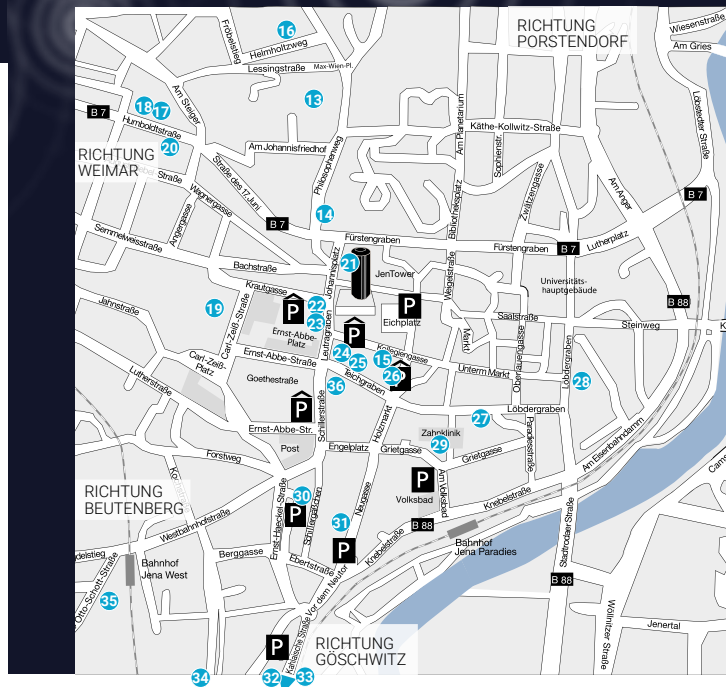 RICHTUNG
PORSTENDORF
Wiesenstraße
Am Gries
Fröbelstieg
16
Helmholtzweg
Lessingstraße
Max-Wien-Pl.
13
Am Steiger
18
17
B 7
Humboldtstraße
20
Am Johannisfriedhof
RICHTUNG
WEIMAR
Straße
Wagnergasse
Straße des 17. Juni
Philosophenweg
Am Planetarium
Käthe-Kollwitz-Straße
Sophienstr.
Löbstedter Straße
Zwätzengasse
Am Anger
B 7
Angergasse
14
B 7
Bibliotheksplatz
Semmelweisstraße
Fürstengraben
Fürstengraben
B 7
Lutherplatz
Bachstraße
Johannisplatz
21
JenTower
Weigelstraße
Universitäts-
hauptgebäude
Krautgasse
B 88
Jahnstraße
19
P
22
23
Ernst-Abbe-
Platz
Leutragraben
P
Eichplatz
Saalstraße
Steinweg
K
Carl-Zeiß-Straße
P
Kollegiengasse
Markt
Oberlauengasse
Löbdergraben
Carl-Zeiß-
Platz
Ernst-Abbe-Straße
24
25
15
26
P
Unterm Markt
28
Lutherstraße
Goethestraße
36
Teichgraben
Löbdergraben
P
Schillerstraße
Holzmarkt
27
Paradiesstraße
Ernst-Abbe-Str.
Post
Engelplatz
Grietgasse
Zahnklinik
29
Grietgasse
Am Eisenbahndamm
Forstweg
P
Volksbad
Am Volksbad
Knebelstraße
RICHTUNG
BEUTENBERG
Ernst-Haeckel-Straße
30
P
Schillergäßchen
31
Neugasse
B 88
Westbahnhofstraße
P
Knebelstraße
Bahnhof
Jena Paradies
Stadtrodaer Straße
Berggasse
Ebertstraße
delstieg
Bahnhof
Jena West
Otto-Schott-Straße
35
B 88
Vor dem Neutor
Wöllnitzer Straße
Jenertal
P
Kahlaische Straße
RICHTUNG
GÖSCHWITZ
34
32
33